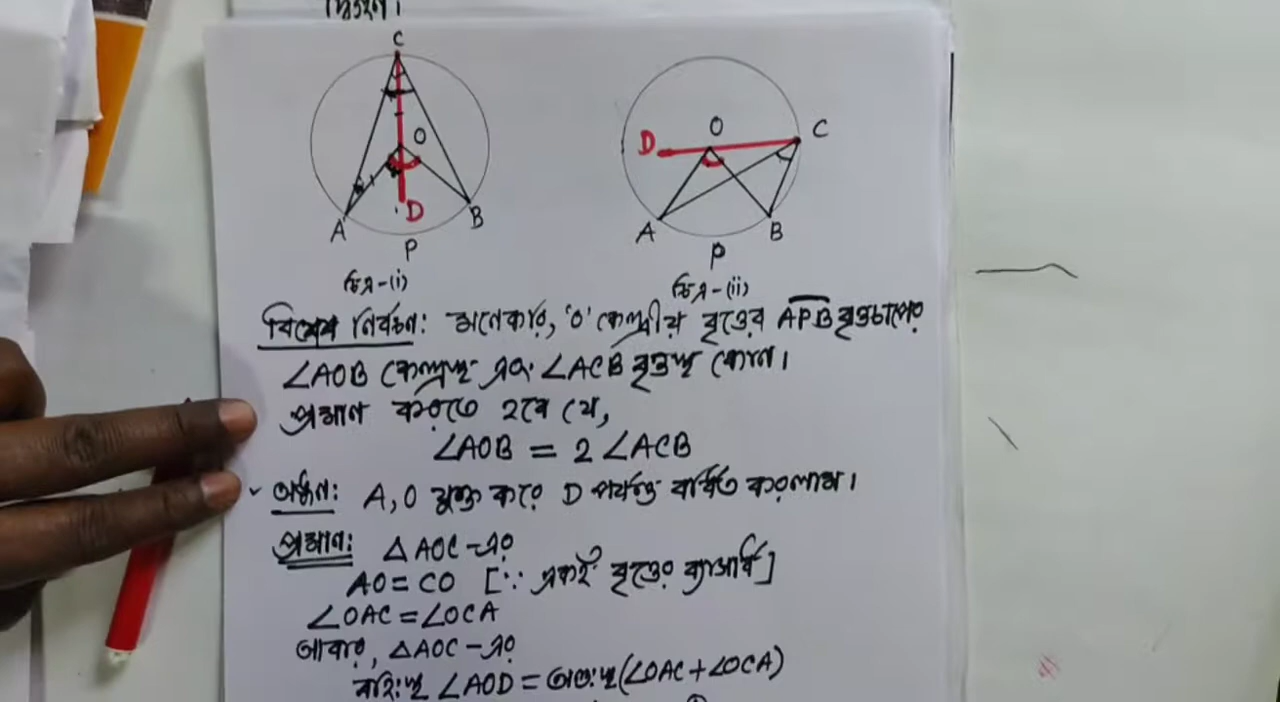 C
O
A
B
D
P
চিত্র-(i)
O
C
D
A
B
P
চিত্র-(ii)
বিশেষ নির্বচন: মনেকরি, 'O' কেন্দ্রীয় বৃত্তের APB বৃত্তচাপের
∠AOB কেন্দ্রস্থ এবং ∠ACB বৃত্তস্থ কোন।
প্রমাণ করতে হবে যে,
∠AOB = 2 ∠ACB
অঙ্কন: A, O যুক্ত করে D পর্যন্ত বর্ধিত করলাম।
প্রমাণ: △AOC-এর
AO = CO [∵ একই বৃত্তের ব্যাসার্ধ]
∠OAC = ∠OCA
আবার, △AOC-এর
বহিঃস্থ ∠AOD = অন্তঃস্থ (∠OAC + ∠OCA)